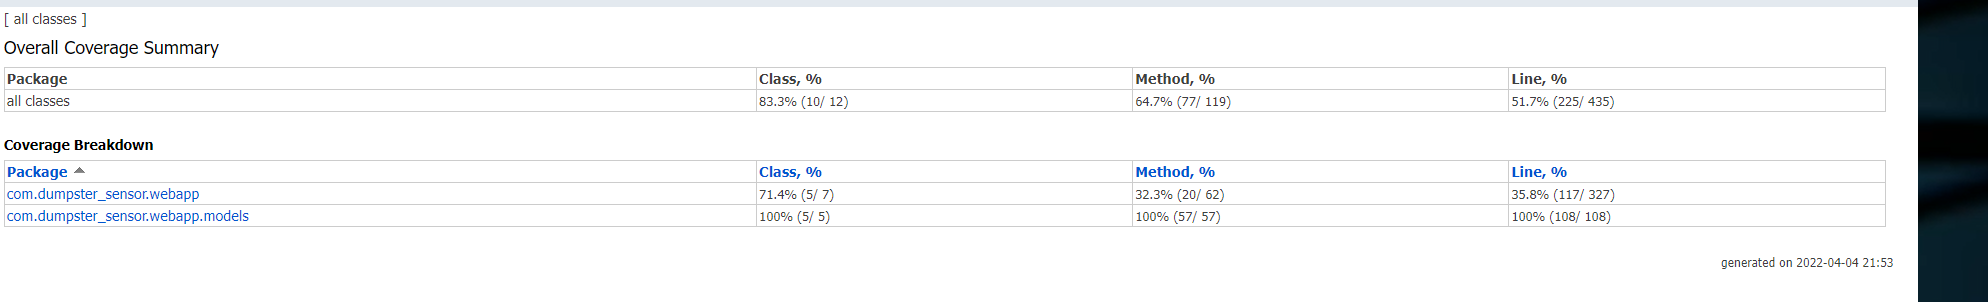 [ all classes ]
Overall Coverage Summary
Package Class, % Method, % Line, %
all classes 83.3% (10/ 12) 64.7% (77/ 119) 51.7% (225/ 435)
Coverage Breakdown
Package Class, % Method, % Line, %
com.dumpster_sensor.webapp 71.4% (5/ 7) 32.3% (20/ 62) 35.8% (117/ 327)
com.dumpster_sensor.webapp.models 100% (5/ 5) 100% (57/ 57) 100% (108/ 108)
generated on 2022-04-04 21:53